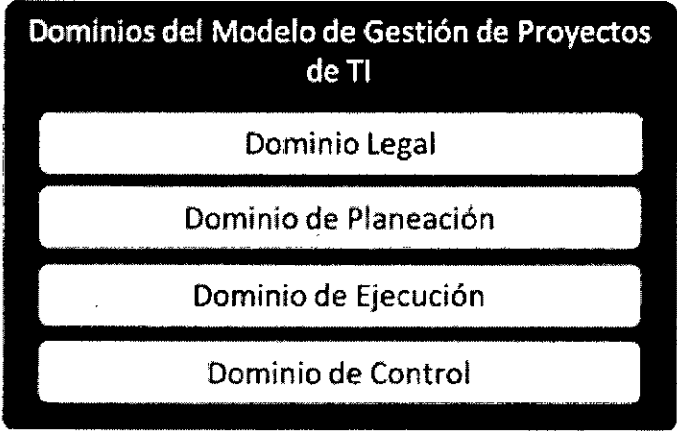 Dominios del Modelo de Gestión de Proyectos
de TI
Dominio Legal
Dominio de Planeación
Dominio de Ejecución
Dominio de Control